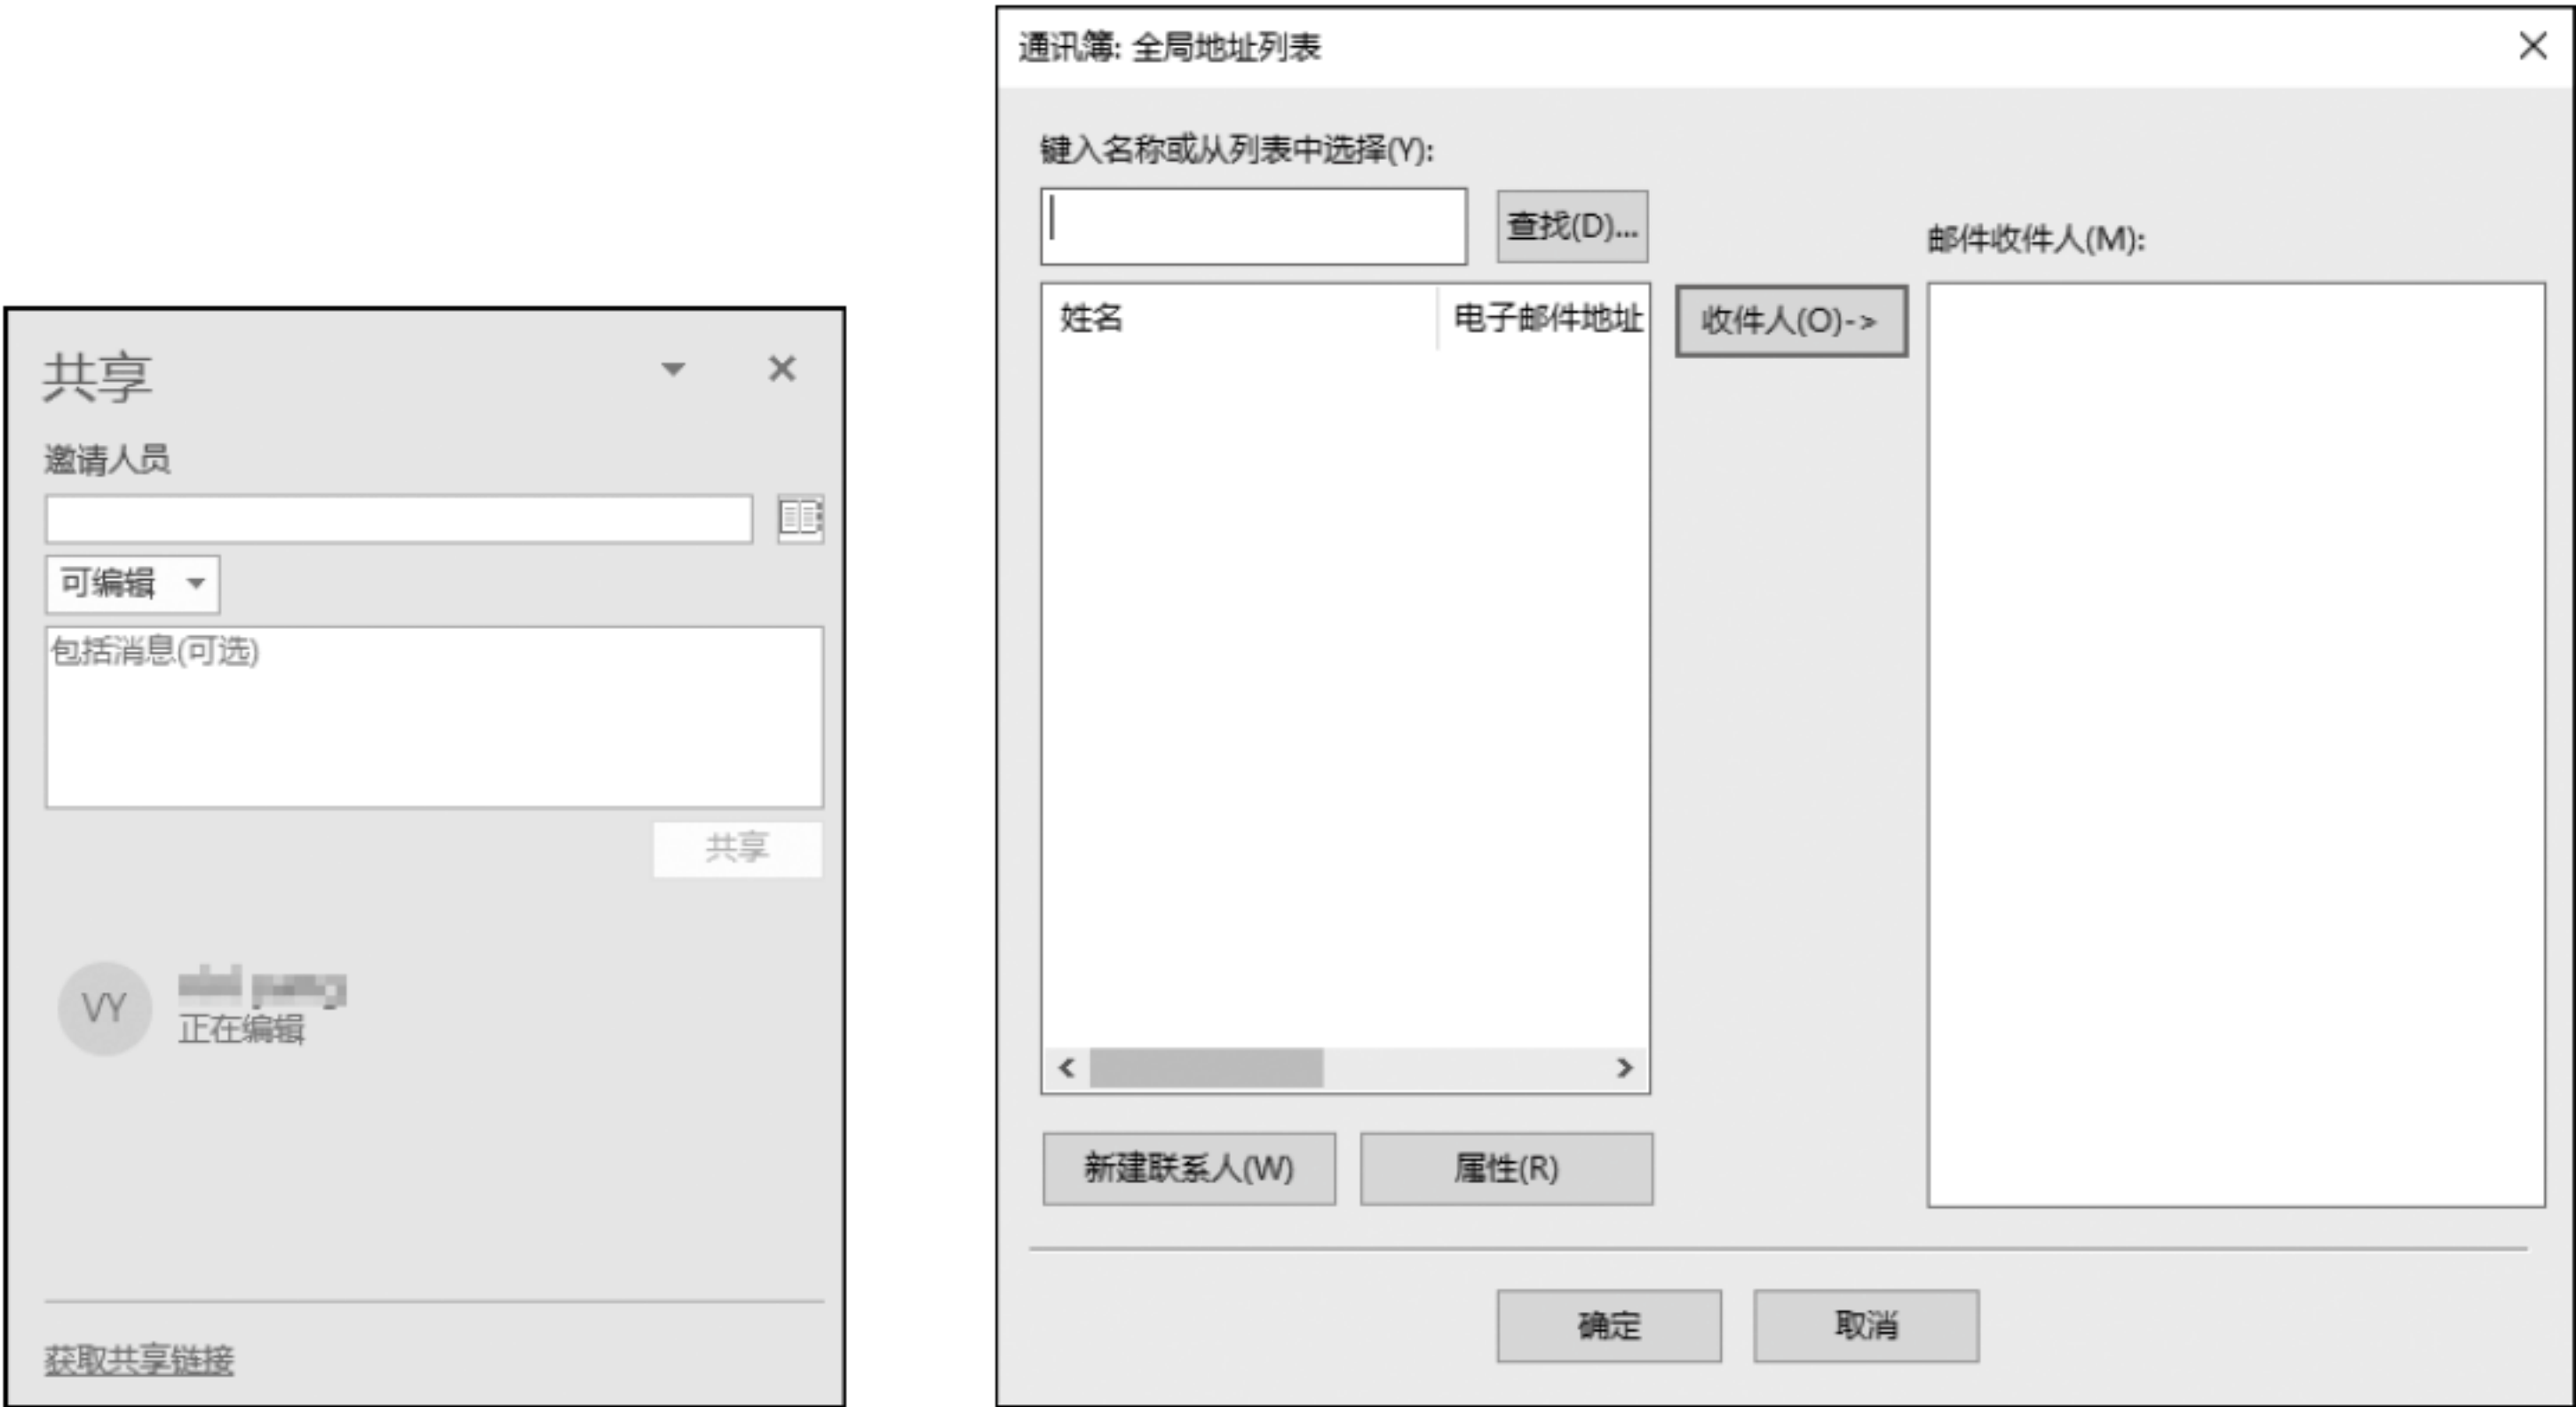 共享
邀请人员
可编辑
包括消息(可选)
共享
VY
正在编辑
获取共享链接
通讯簿: 全局地址列表
键入名称或从列表中选择(Y):
查找(D)...
邮件收件人(M):
姓名
电子邮件地址
收件人(O)->
新建联系人(W)
属性(R)
确定
取消